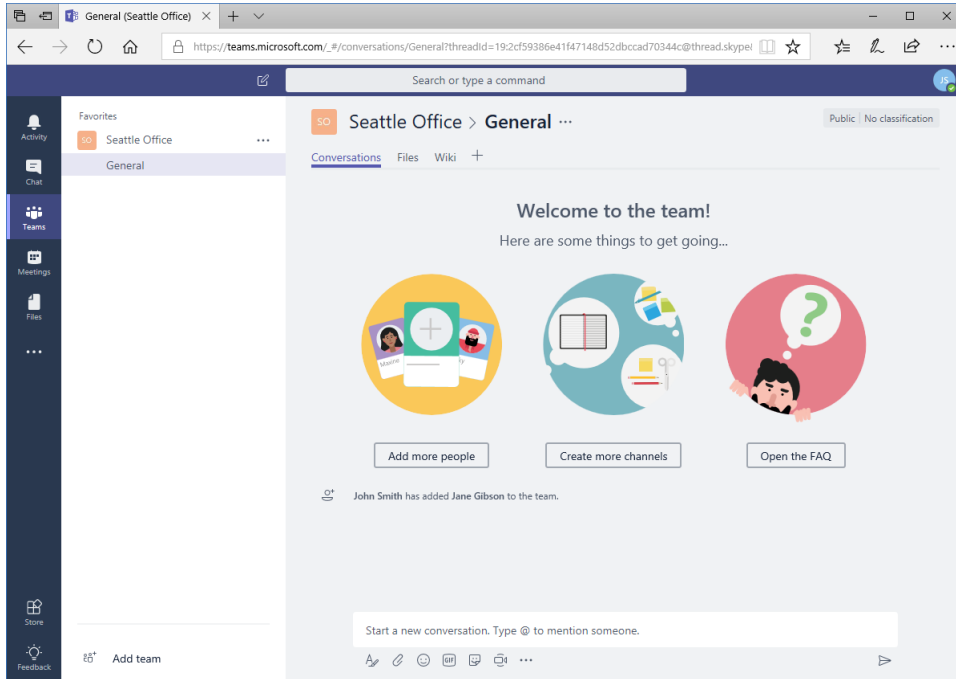 General (Seattle Office)
https://teams.microsoft.com/_#/conversations/General?threadId=19:2cf59386e41f47148d52dbccad70344c@thread.skype
Search or type a command
JS
Activity
Chat
Teams
Meetings
Files
Store
Feedback
Favorites
SO Seattle Office
General
Add team
SO Seattle Office > General
Public No classification
Conversations Files Wiki
Welcome to the team!
Here are some things to get going...
Maxine
Add more people Create more channels Open the FAQ
John Smith has added Jane Gibson to the team.
Start a new conversation. Type @ to mention someone.
GIF